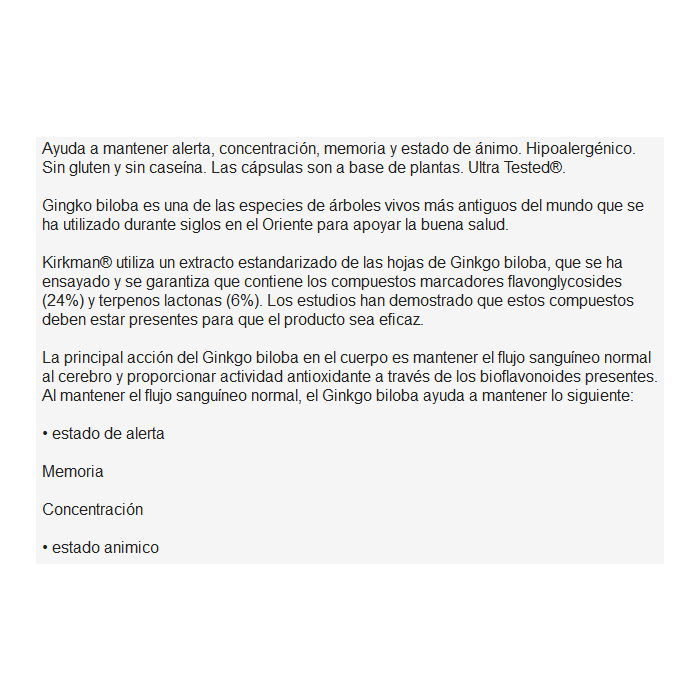 Ayuda a mantener alerta, concentración, memoria y estado de ánimo. Hipoalergénico.
Sin gluten y sin caseína. Las cápsulas son a base de plantas. Ultra Tested®.
Gingko biloba es una de las especies de árboles vivos más antiguos del mundo que se
ha utilizado durante siglos en el Oriente para apoyar la buena salud.
Kirkman® utiliza un extracto estandarizado de las hojas de Ginkgo biloba, que se ha
ensayado y se garantiza que contiene los compuestos marcadores flavonglycosides
(24%) y terpenos lactonas (6%). Los estudios han demostrado que estos compuestos
deben estar presentes para que el producto sea eficaz.
La principal acción del Ginkgo biloba en el cuerpo es mantener el flujo sanguíneo normal
al cerebro y proporcionar actividad antioxidante a través de los bioflavonoides presentes.
Al mantener el flujo sanguíneo normal, el Ginkgo biloba ayuda a mantener lo siguiente:
• estado de alerta
Memoria
Concentración
• estado animico